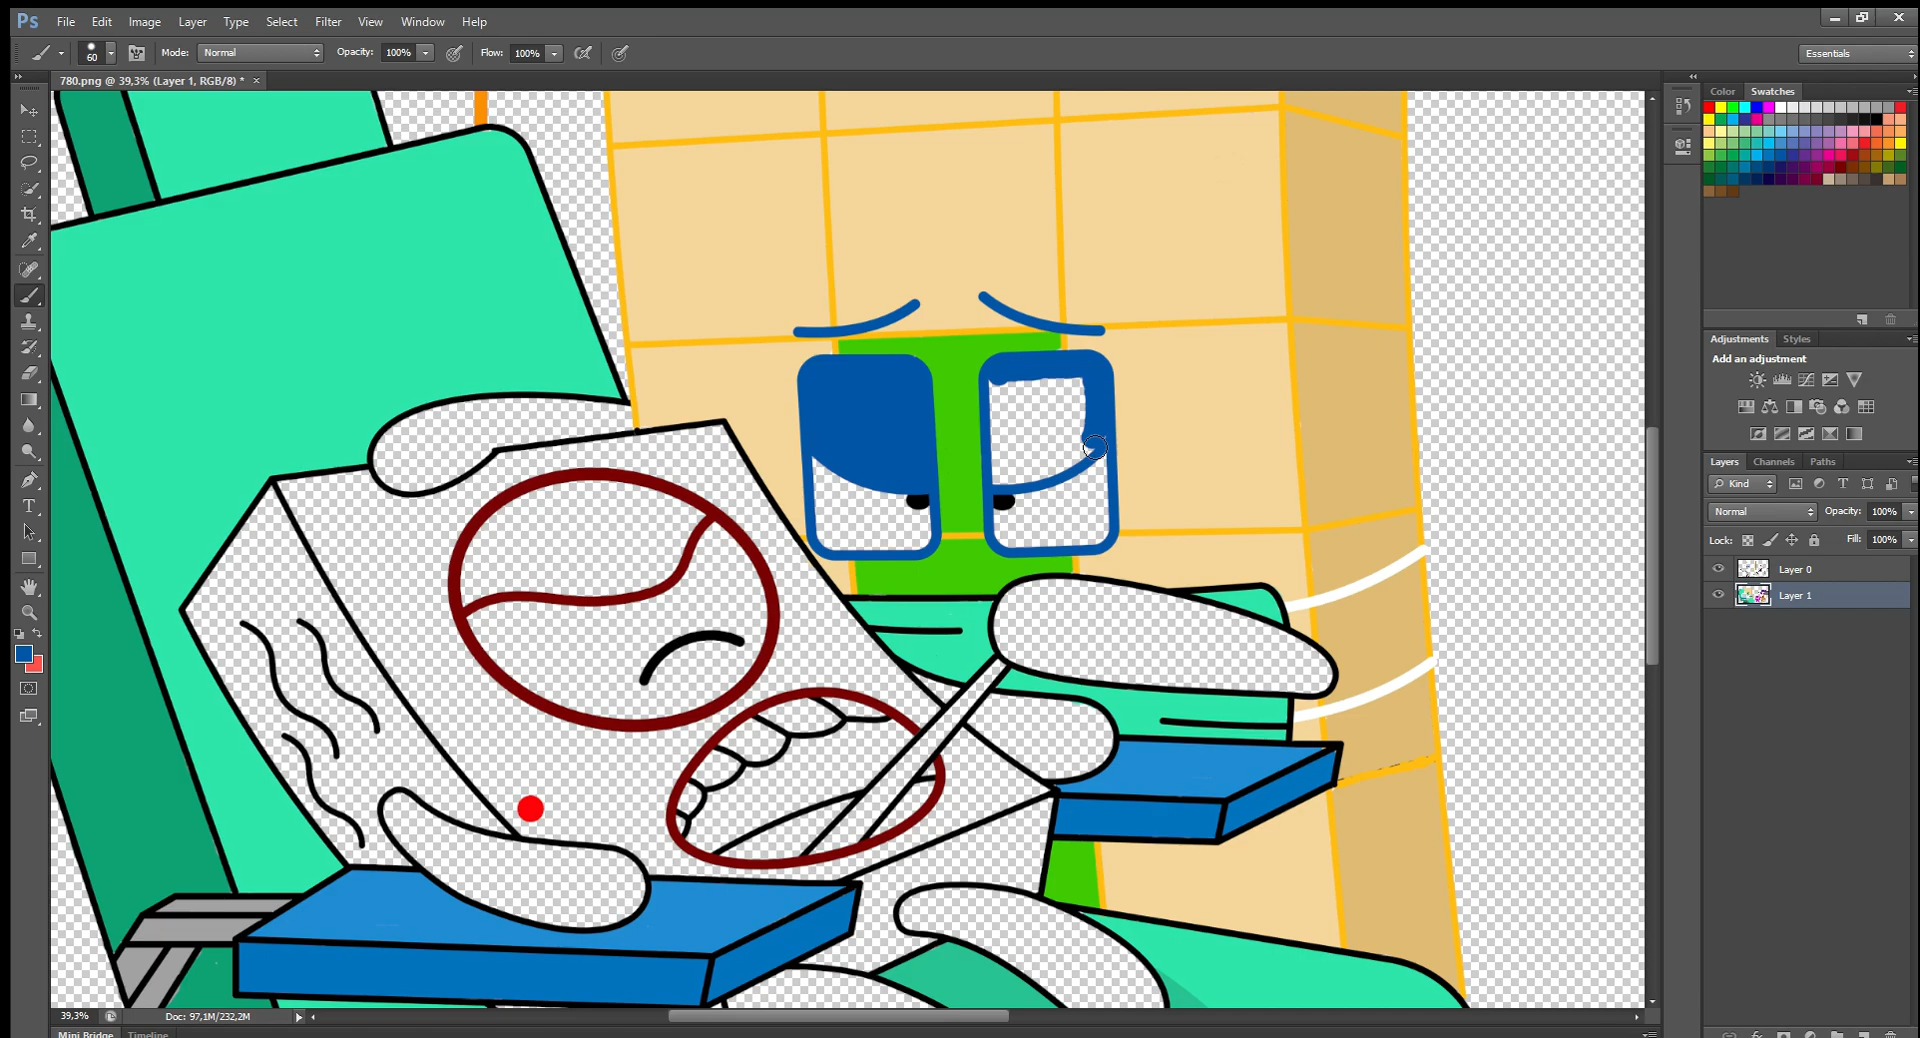 Ps File Edit Image Layer Type Select Filter View Window Help
60 Mode: Normal Opacity: 100% Flow: 100% Essentials
780.png @ 39,3% (Layer 1, RGB/8) * ×
Color Swatches
Adjustments Styles
Add an adjustment
Layers Channels Paths
Kind T
Normal Opacity: 100%
Lock: Fill: 100%
Layer 0
Layer 1
T
39,3% Doc: 97,1M/232,2M
Mini Bridge Timeline